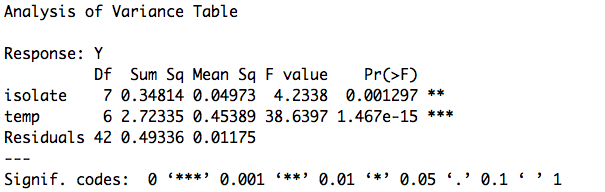 Analysis of Variance Table
Response: Y
Df Sum Sq Mean Sq F value Pr(>F)
isolate 7 0.34814 0.04973 4.2338 0.001297 **
temp 6 2.72335 0.45389 38.6397 1.467e-15 ***
Residuals 42 0.49336 0.01175
---
Signif. codes: 0 ‘***’ 0.001 ‘**’ 0.01 ‘*’ 0.05 ‘.’ 0.1 ‘ ’ 1